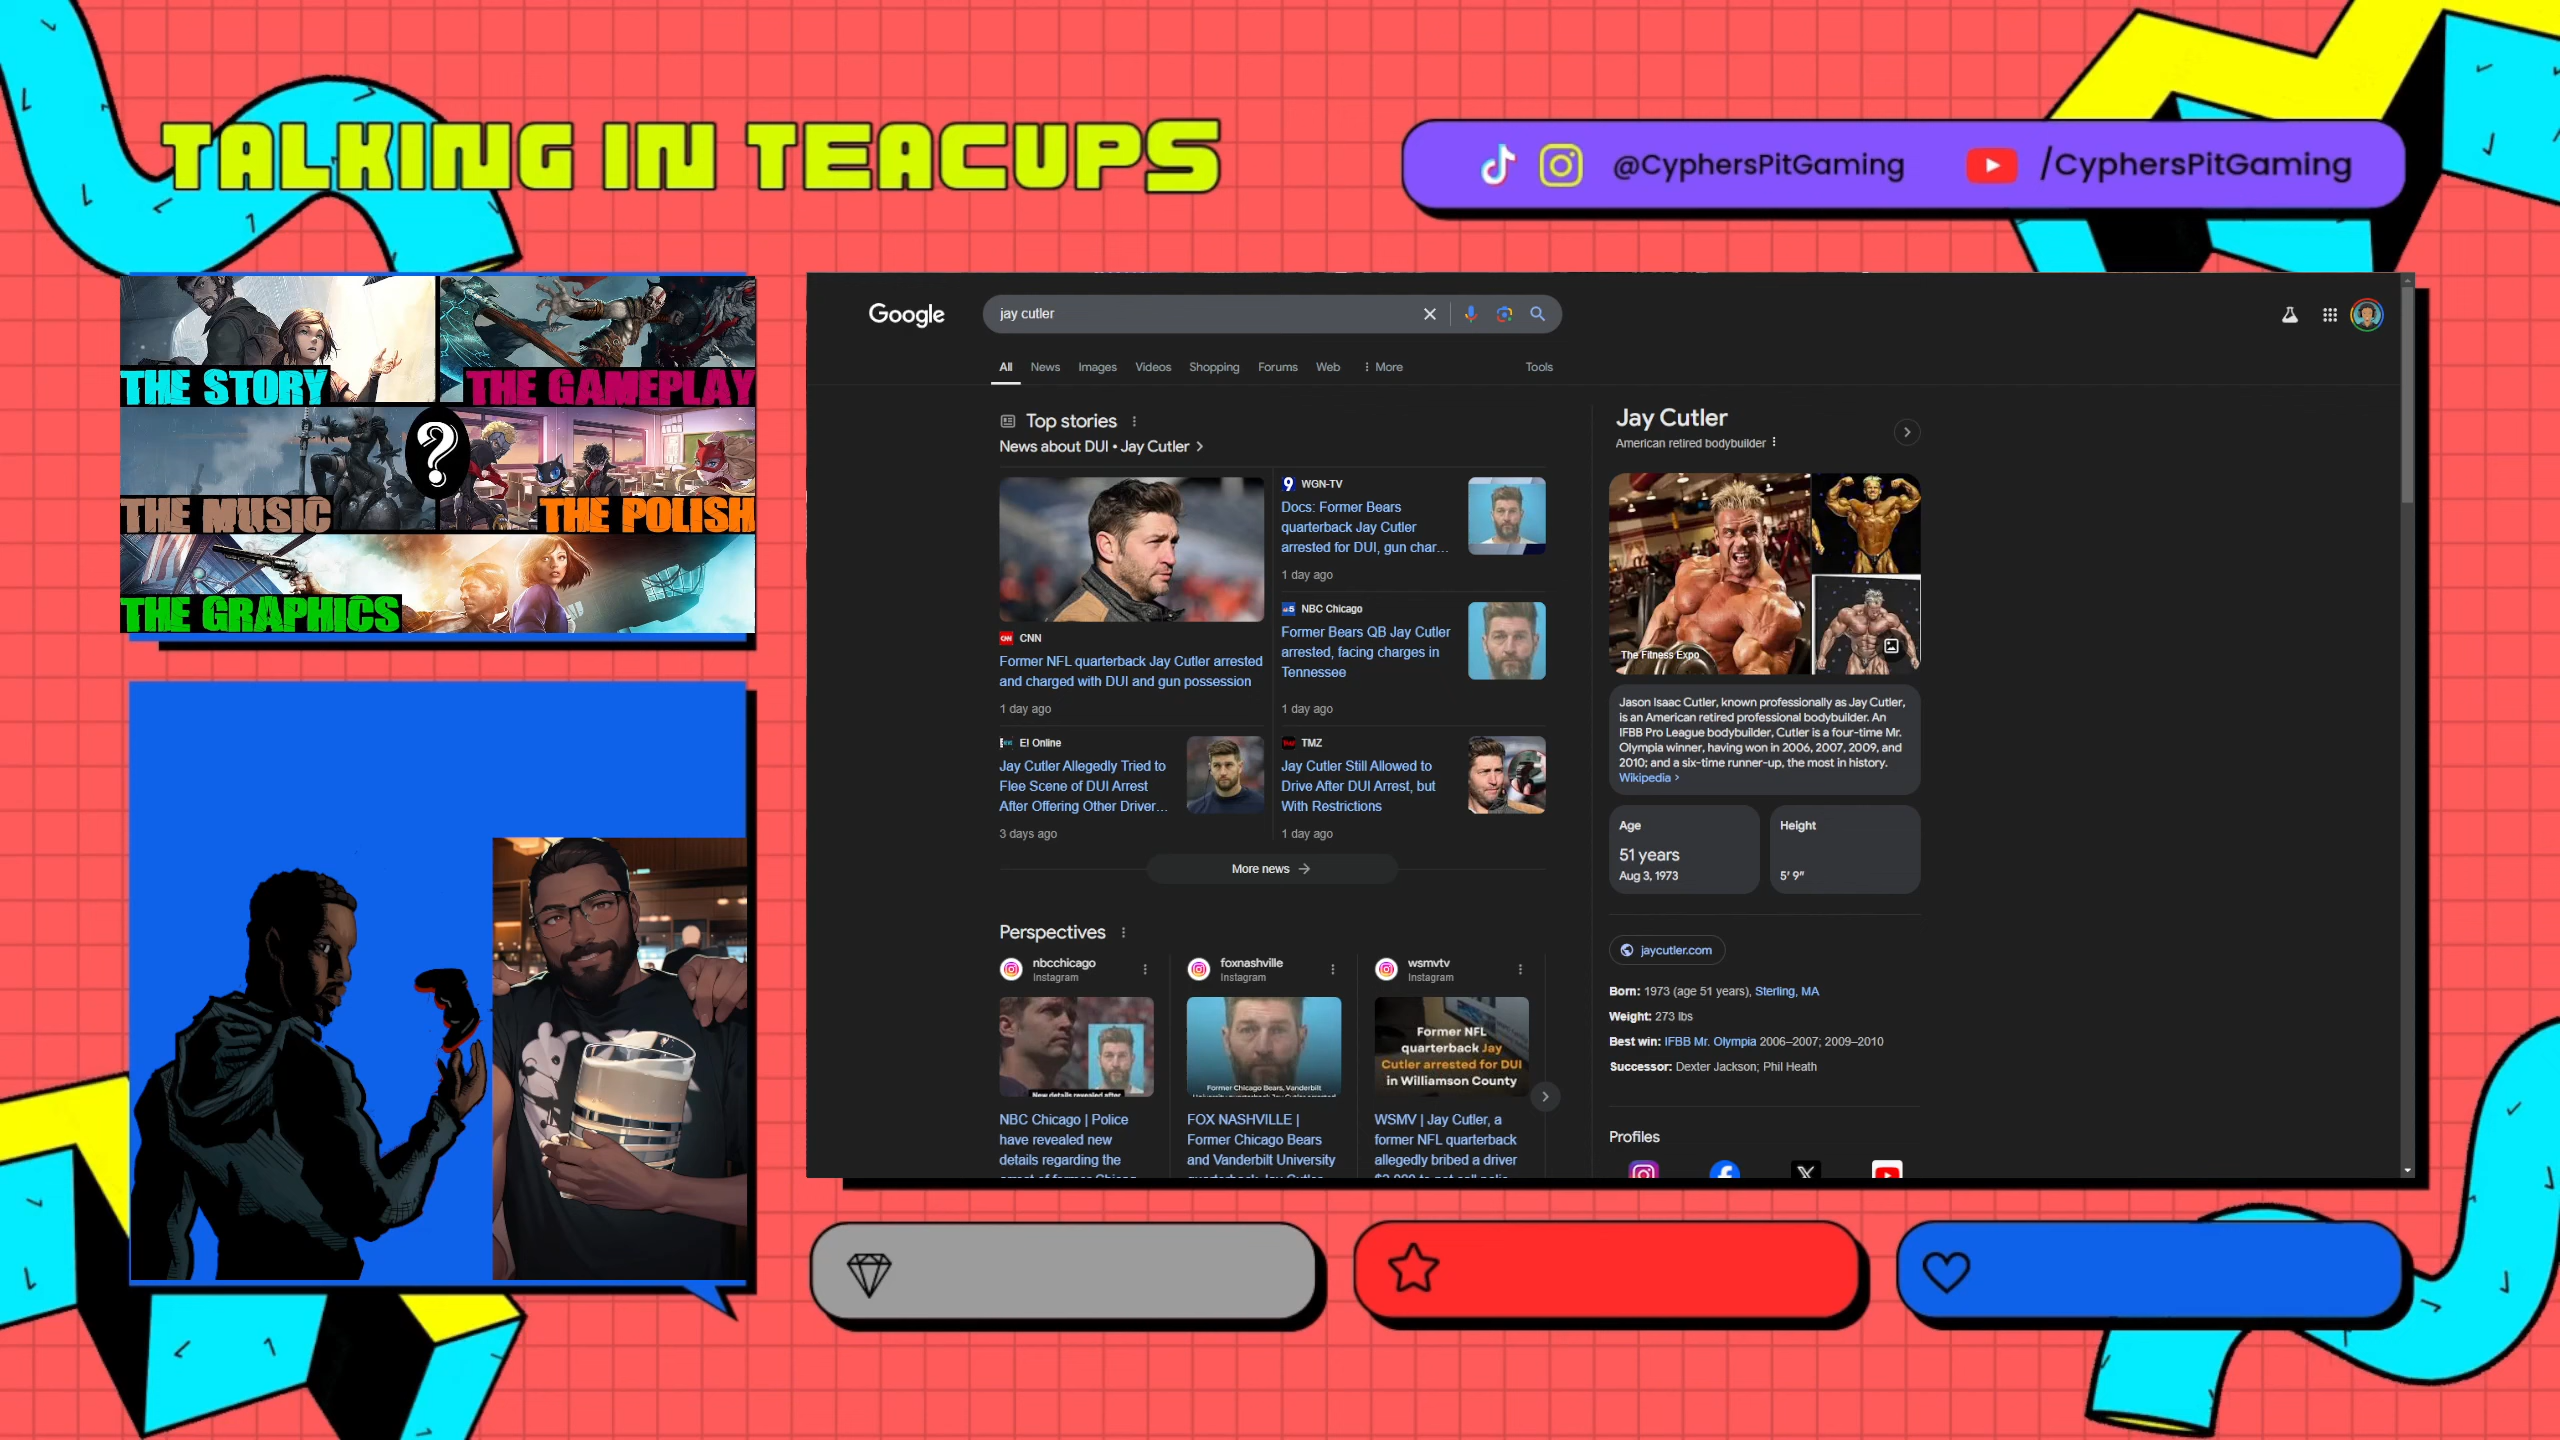 TALKING IN TEACUPS
@CyphersPitGaming
/CyphersPitGaming
THE STORY
THE GAMEPLAY
?
THE MUSIC
THE POLISH
THE GRAPHICS
Google
jay cutler
All
News
Images
Videos
Shopping
Forums
Web
More
Tools
Top stories
News about DUI • Jay Cutler
CNN
Former NFL quarterback Jay Cutler arrested
and charged with DUI and gun possession
1 day ago
9 WGN-TV
Docs: Former Bears
quarterback Jay Cutler
arrested for DUI, gun char...
1 day ago
NBC Chicago
Former Bears QB Jay Cutler
arrested, facing charges in
Tennessee
1 day ago
E! Online
Jay Cutler Allegedly Tried to
Flee Scene of DUI Arrest
After Offering Other Driver...
3 days ago
TMZ
Jay Cutler Still Allowed to
Drive After DUI Arrest, but
With Restrictions
1 day ago
More news
Perspectives
nbcchicago
Instagram
New details revealed after
NBC Chicago | Police
have revealed new
details regarding the
foxnashville
Instagram
Former Chicago Bears, Vanderbilt
FOX NASHVILLE |
Former Chicago Bears
and Vanderbilt University
wsmvtv
Instagram
Former NFL
quarterback Jay
Cutler arrested for DUI
in Williamson County
WSMV | Jay Cutler, a
former NFL quarterback
allegedly bribed a driver
Jay Cutler
American retired bodybuilder
The Fitness Expo
Jason Isaac Cutler, known professionally as Jay Cutler,
is an American retired professional bodybuilder. An
IFBB Pro League bodybuilder, Cutler is a four-time Mr.
Olympia winner, having won in 2006, 2007, 2009, and
2010; and a six-time runner-up, the most in history.
Wikipedia
Age
51 years
Aug 3, 1973
Height
5' 9"
jaycutler.com
Born: 1973 (age 51 years), Sterling, MA
Weight: 273 lbs
Best win: IFBB Mr. Olympia 2006–2007; 2009–2010
Successor: Dexter Jackson; Phil Heath
Profiles